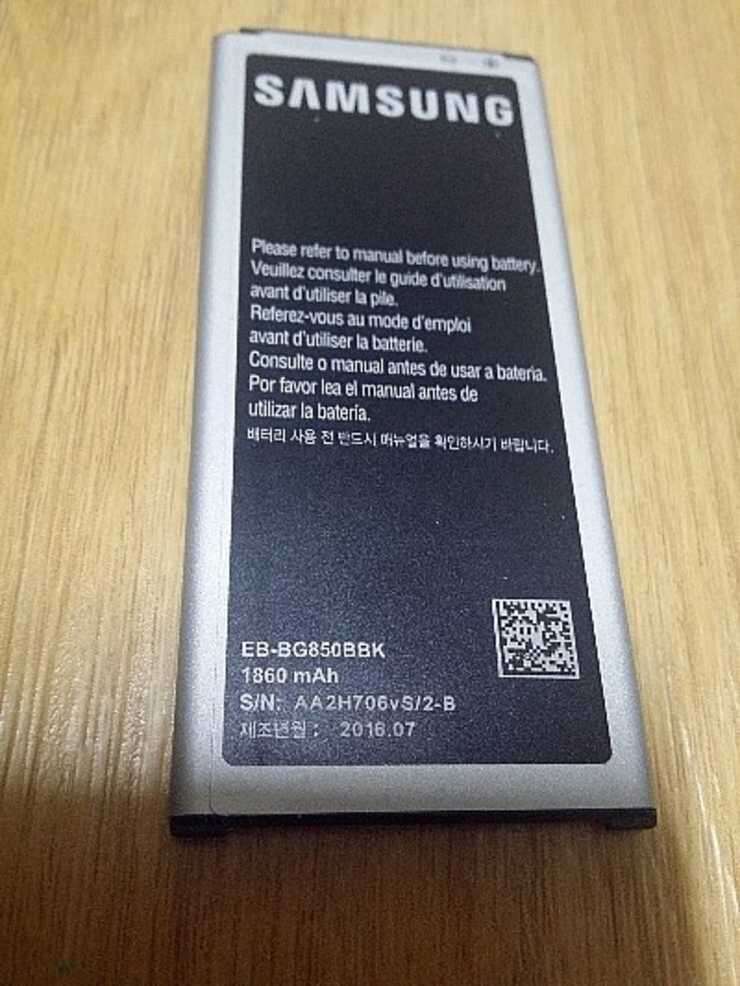 SAMSUNG
Please refer to manual before using battery.
Veuillez consulter le guide d'utilisation
avant d'utiliser la pile.
Referez-vous au mode d'emploi
avant d'utiliser la batterie.
Consulte o manual antes de usar a bateria.
Por favor lea el manual antes de
utilizar la bateria.
배터리 사용 전 반드시 매뉴얼을 확인하시기 바랍니다.
EB-BG850BBK
1860 mAh
S/N: AA2H706vS/2-B
제조년월 : 2016.07